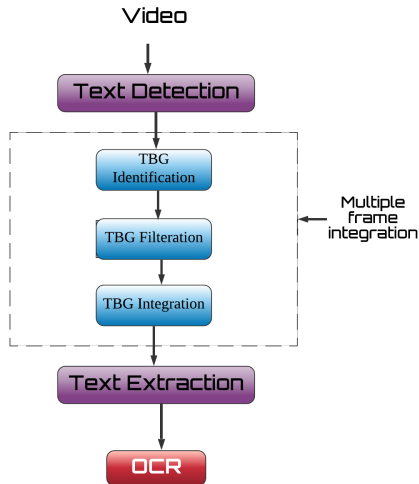 Video
Text Detection
TBG
Identification
TBG Filteration
Multiple
frame
integration
TBG Integration
Text Extraction
OCR